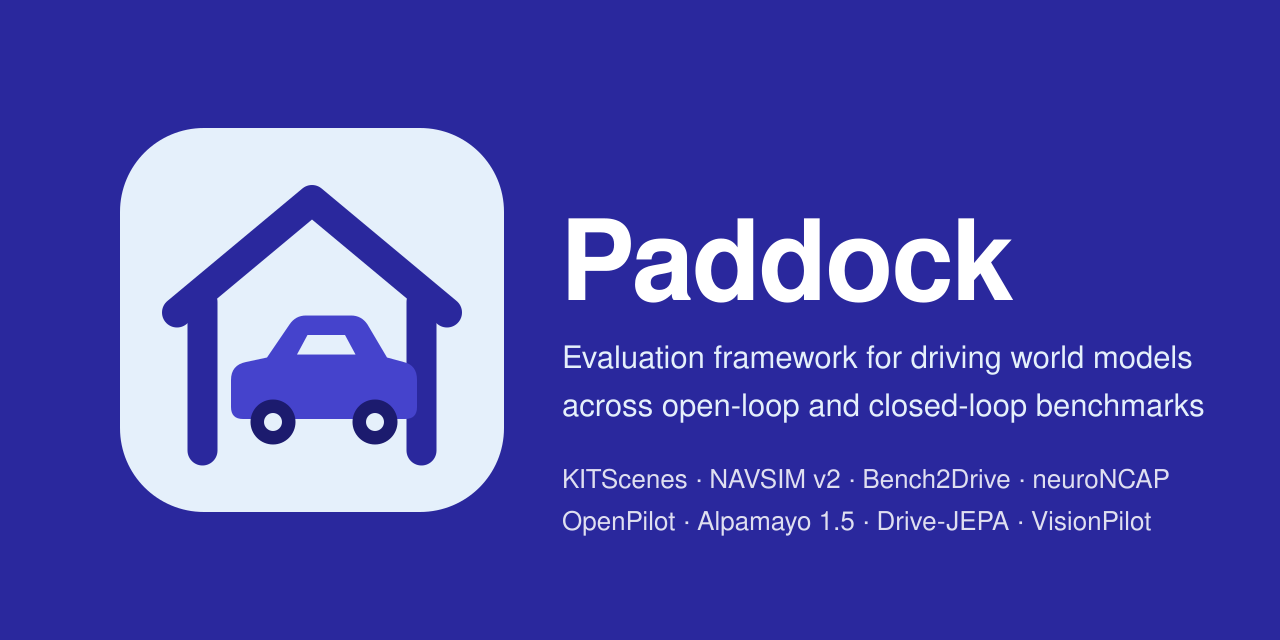 Paddock
Evaluation framework for driving world models
across open-loop and closed-loop benchmarks
KITScenes · NAVSIM v2 · Bench2Drive · neuroNCAP
OpenPilot · Alpamayo 1.5 · Drive-JEPA · VisionPilot